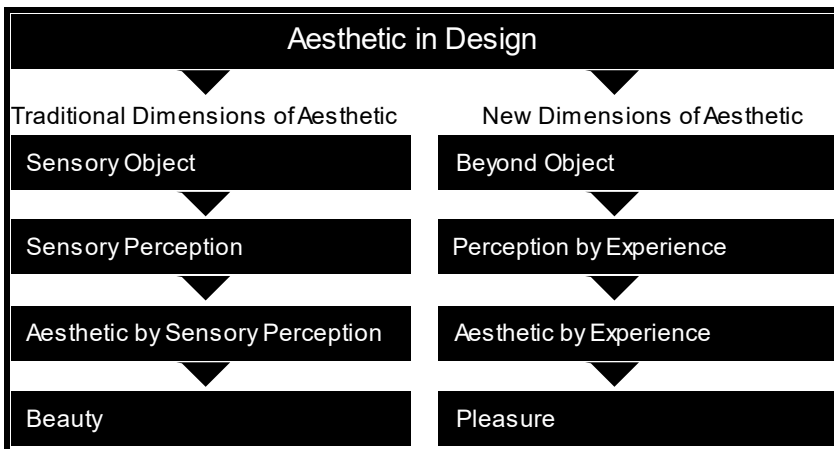 Aesthetic in Design
Traditional Dimensions of Aesthetic
New Dimensions of Aesthetic
Sensory Object
Beyond Object
Sensory Perception
Perception by Experience
Aesthetic by Sensory Perception
Aesthetic by Experience
Beauty
Pleasure